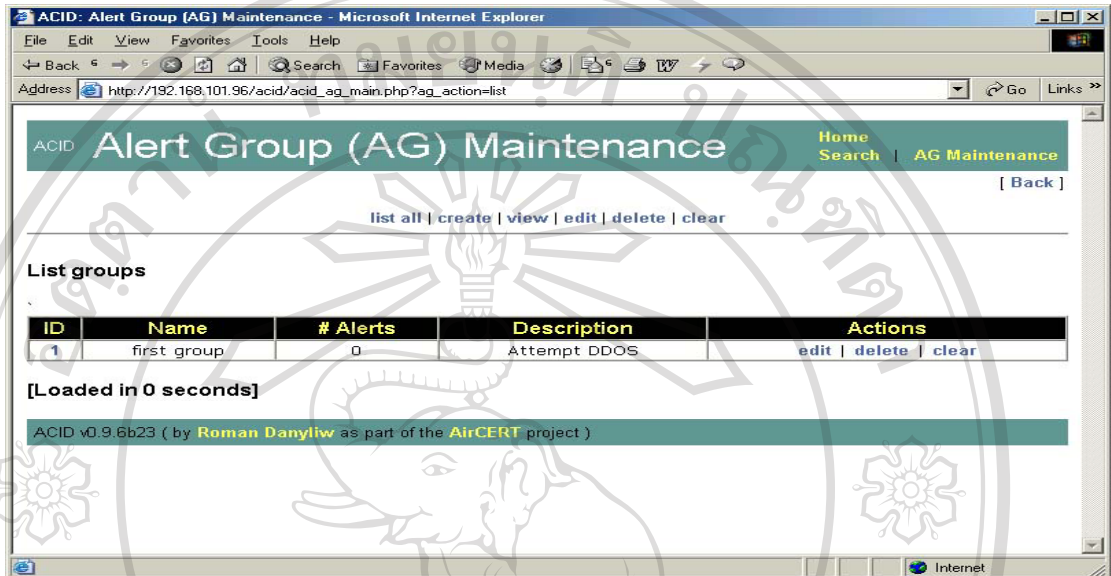 ACID: Alert Group (AG) Maintenance - Microsoft Internet Explorer
File Edit View Favorites Tools Help
Back Search Favorites Media
Address http://192.168.101.96/acid/acid_ag_main.php?ag_action=list Go Links »
ACID Alert Group (AG) Maintenance
Home
Search | AG Maintenance
[ Back ]
list all | create | view | edit | delete | clear
List groups
ID Name # Alerts Description Actions
1 first group 0 Attempt DDOS edit | delete | clear
[Loaded in 0 seconds]
ACID v0.9.6b23 ( by Roman Danyliw as part of the AirCERT project )
Internet